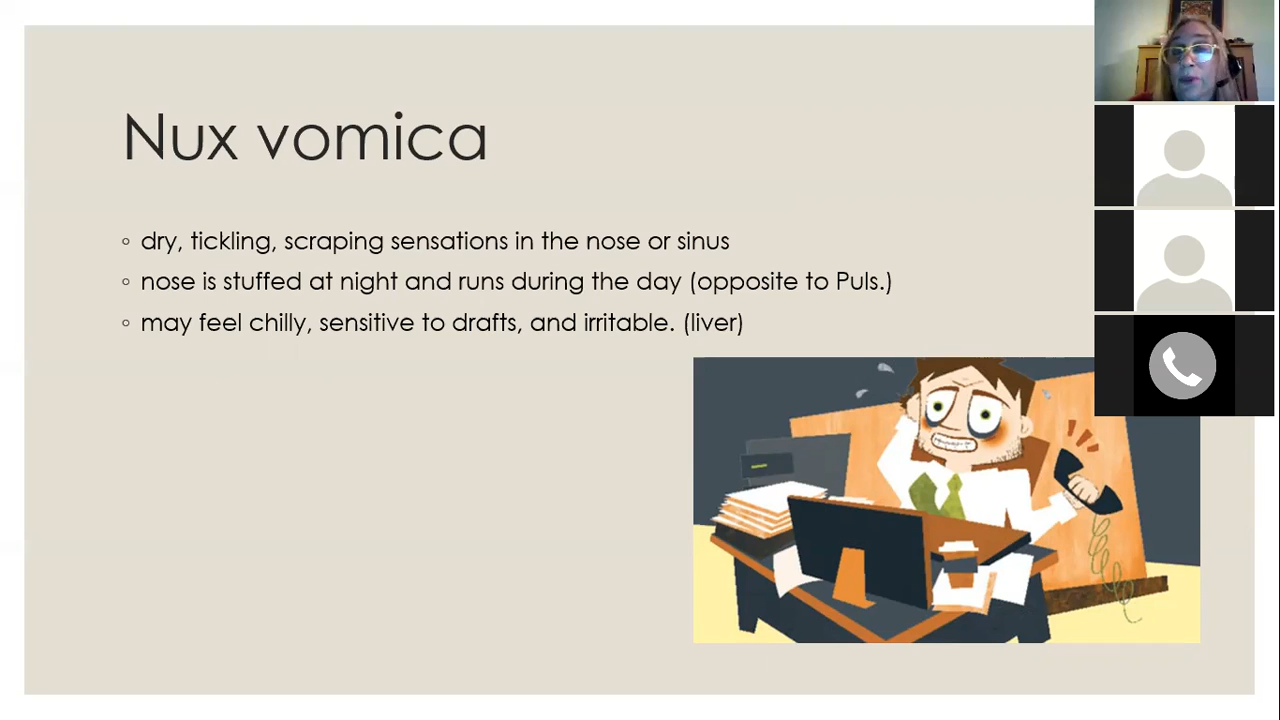 Nux vomica
◦ dry, tickling, scraping sensations in the nose or sinus
◦ nose is stuffed at night and runs during the day (opposite to Puls.)
◦ may feel chilly, sensitive to drafts, and irritable. (liver)